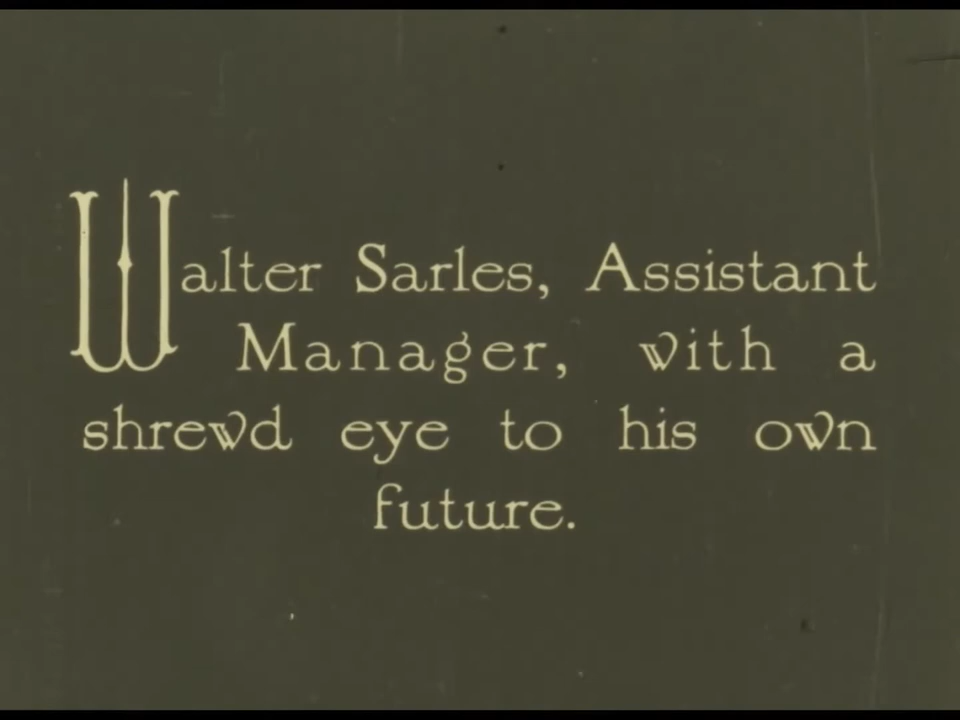 Walter Sarles, Assistant
Manager, with a
shrewd eye to his own
future.